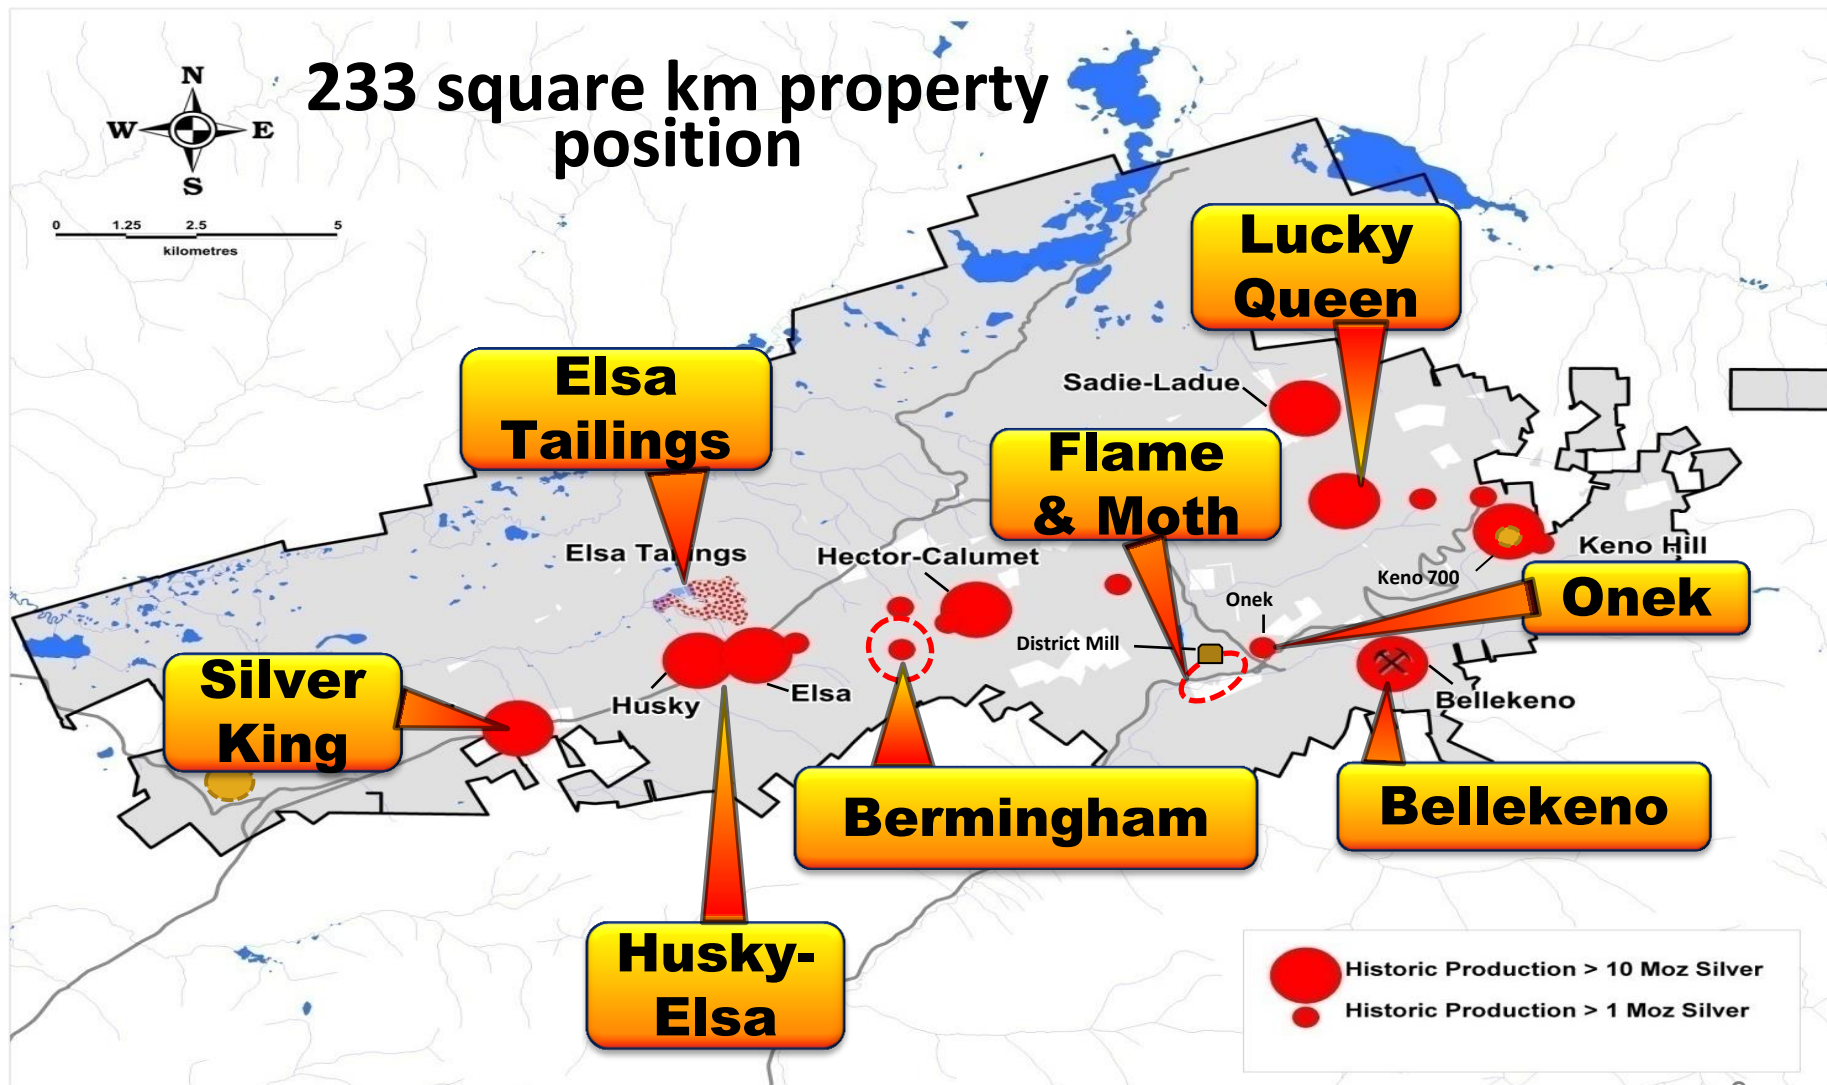 233 square km property
position
N
W
E
S
0 1.25 2.5 5
kilometres
Lucky
Queen
Elsa
Tailings
Sadie-Ladue
Flame
& Moth
Elsa Tailings
Hector-Calumet
Keno Hill
Keno 700
Onek
Onek
District Mill
Silver
King
Husky
Elsa
Bellekeno
Bermingham
Bellekeno
Husky-
Elsa
Historic Production > 10 Moz Silver
Historic Production > 1 Moz Silver